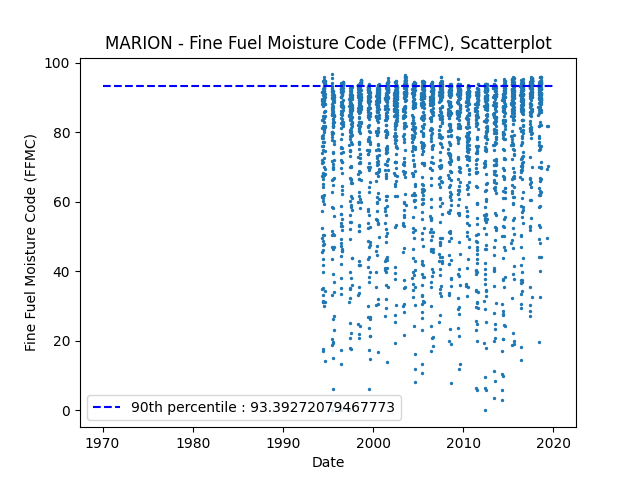 MARION - Fine Fuel Moisture Code (FFMC), Scatterplot
100
80
60
40
20
0
Fine Fuel Moisture Code (FFMC)
90th percentile : 93.39272079467773
1970 1980 1990 2000 2010 2020
Date